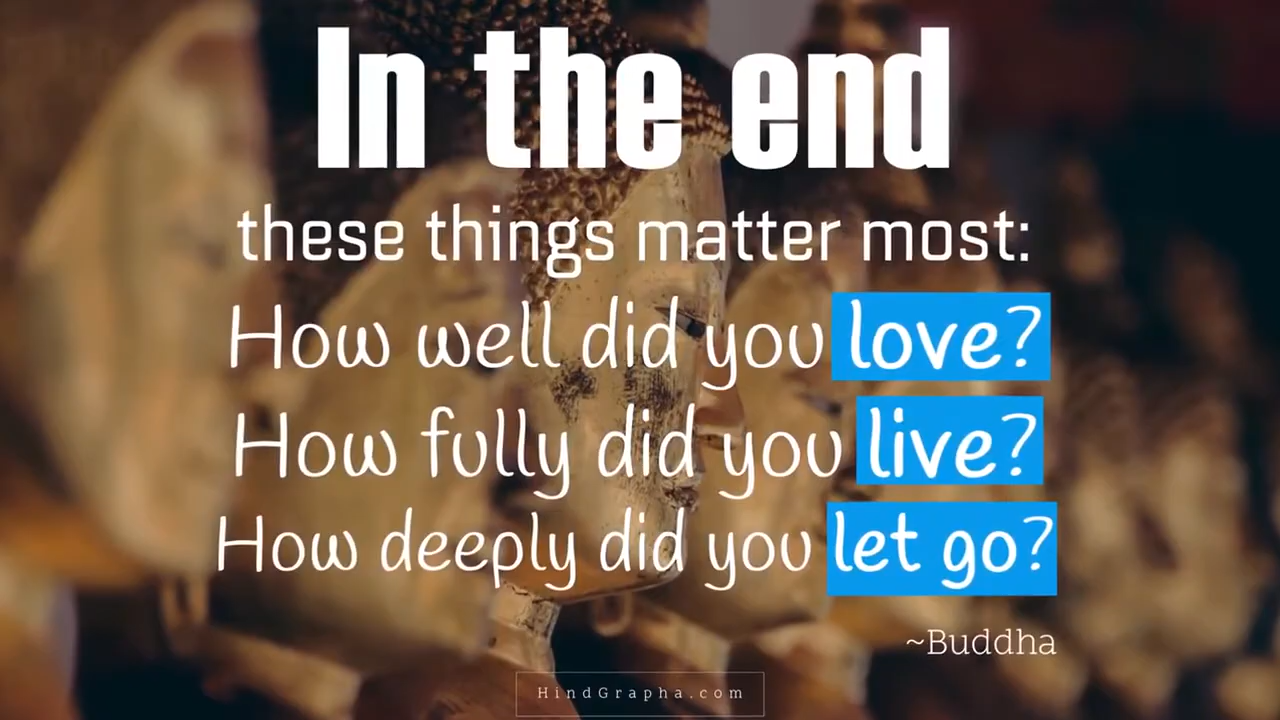 In the end
these things matter most:
How well did you love?
How fully did you live?
How deeply did you let go?
~Buddha
HindGrapha.com